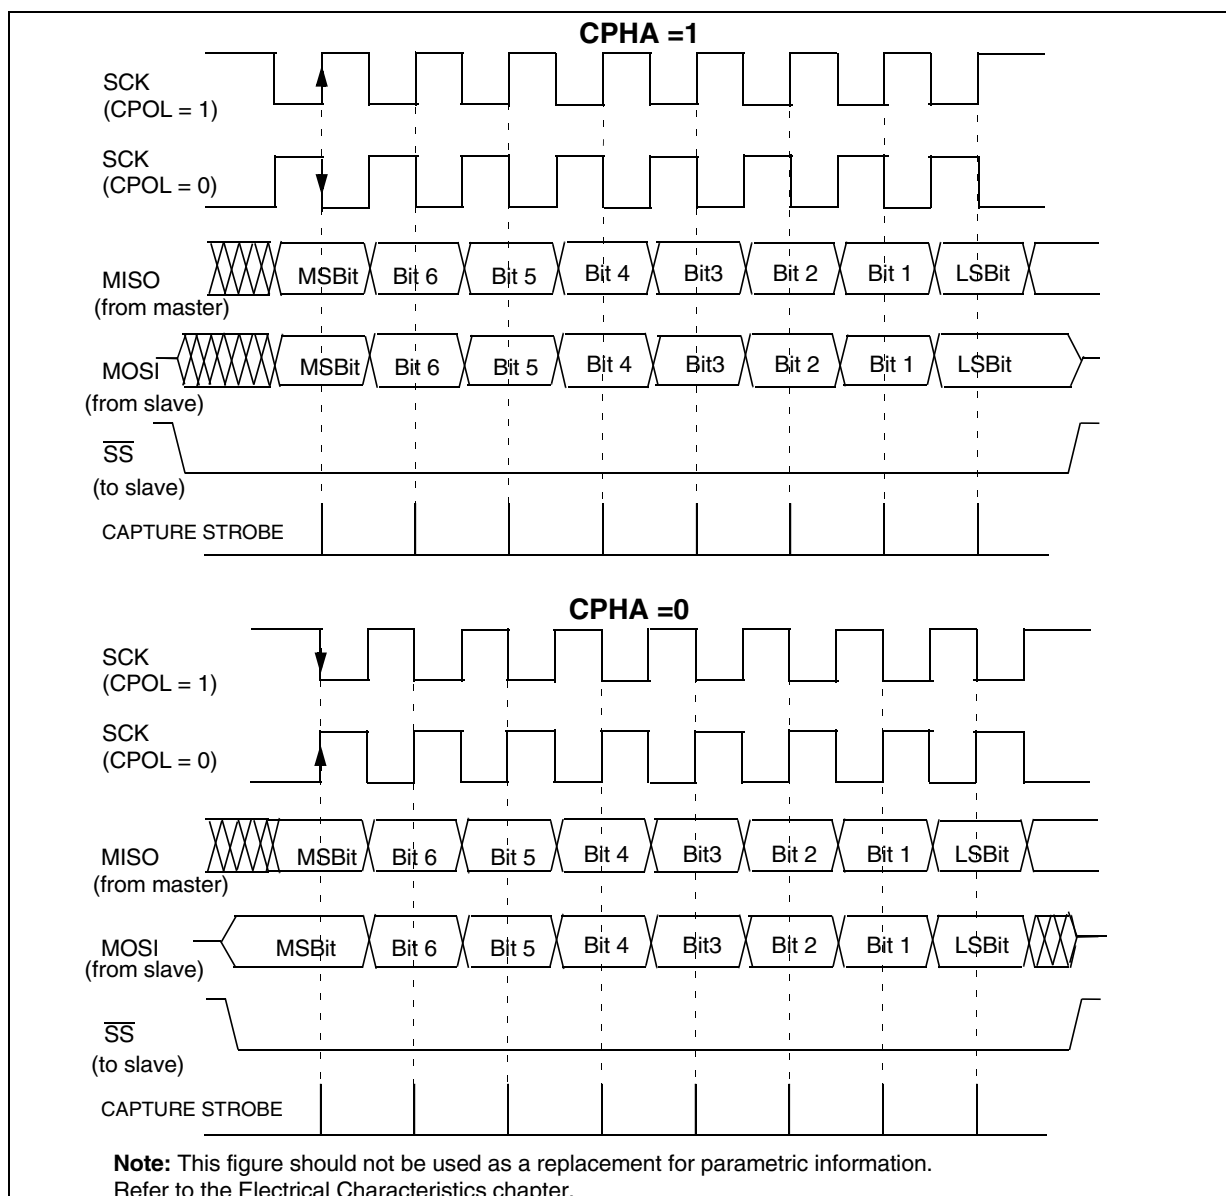 CPHA =1
SCK
(CPOL = 1)
SCK
(CPOL = 0)
MISO
(from master)
MSBit Bit 6 Bit 5 Bit 4 Bit3 Bit 2 Bit 1 LSBit
MOSI
(from slave)
MSBit Bit 6 Bit 5 Bit 4 Bit3 Bit 2 Bit 1 LSBit
SS
(to slave)
CAPTURE STROBE
CPHA =0
SCK
(CPOL = 1)
SCK
(CPOL = 0)
MISO
(from master)
MSBit Bit 6 Bit 5 Bit 4 Bit3 Bit 2 Bit 1 LSBit
MOSI
(from slave)
MSBit Bit 6 Bit 5 Bit 4 Bit3 Bit 2 Bit 1 LSBit
SS
(to slave)
CAPTURE STROBE
Note: This figure should not be used as a replacement for parametric information.
Refer to the Electrical Characteristics chapter.